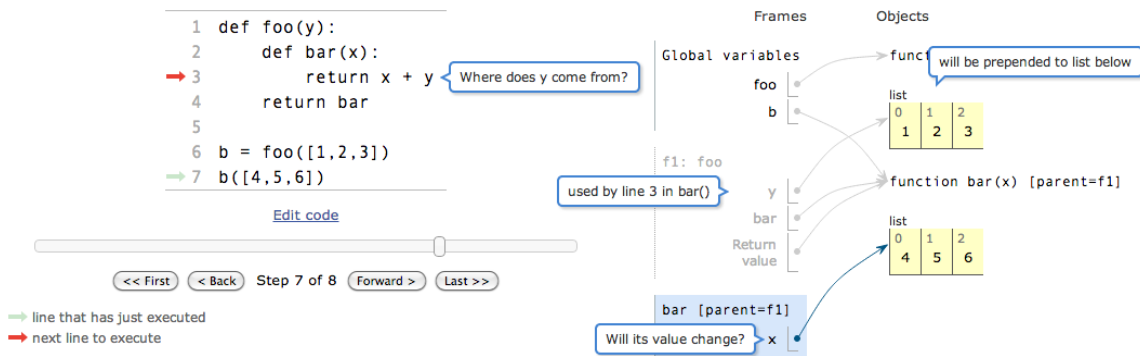 1 def foo(y):
2     def bar(x):
3         return x + y
Where does y come from?
4     return bar
5
6 b = foo([1,2,3])
7 b([4,5,6])
Edit code
<< First < Back Step 7 of 8 Forward > Last >>
line that has just executed
next line to execute
Frames Objects
Global variables
foo
b
func
will be prepended to list below
list
0 1 2
1 2 3
f1: foo
used by line 3 in bar()
y
bar
Return
value
function bar(x) [parent=f1]
list
0 1 2
4 5 6
bar [parent=f1]
Will its value change?
x